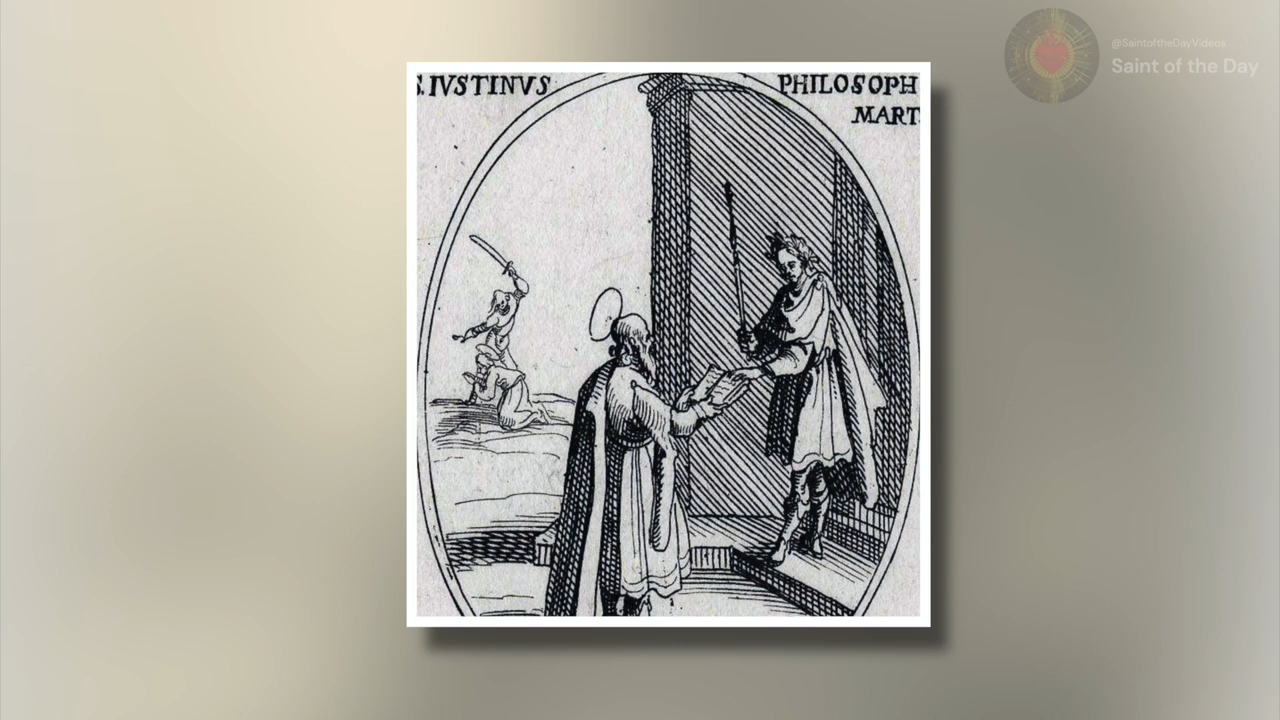 S. IVSTINVS
PHILOSOPH
MART
@SaintoftheDayVideos
Saint of the Day